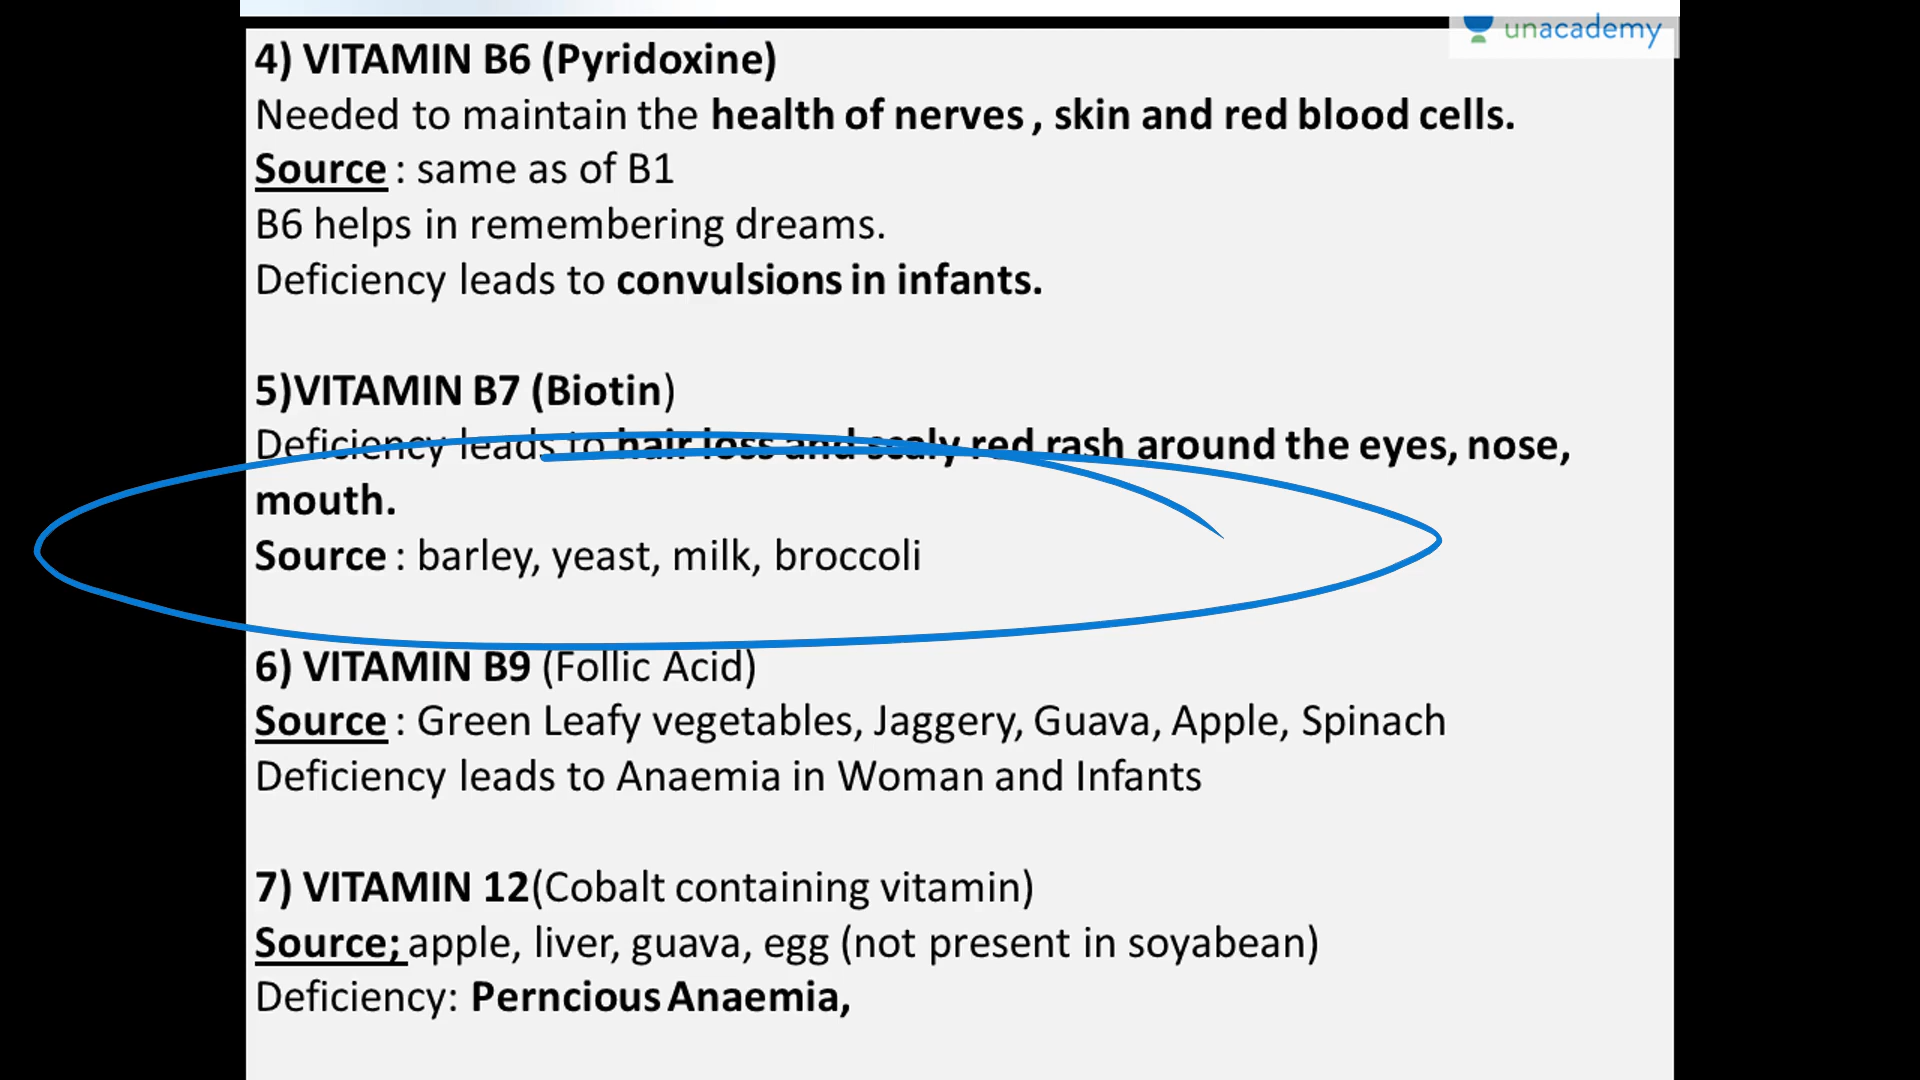 unacademy
4) VITAMIN B6 (Pyridoxine)
Needed to maintain the health of nerves , skin and red blood cells.
Source : same as of B1
B6 helps in remembering dreams.
Deficiency leads to convulsions in infants.
5)VITAMIN B7 (Biotin)
Deficiency leads to hair loss and scaly red rash around the eyes, nose,
mouth.
Source : barley, yeast, milk, broccoli
6) VITAMIN B9 (Follic Acid)
Source : Green Leafy vegetables, Jaggery, Guava, Apple, Spinach
Deficiency leads to Anaemia in Woman and Infants
7) VITAMIN 12(Cobalt containing vitamin)
Source; apple, liver, guava, egg (not present in soyabean)
Deficiency: Perncious Anaemia,